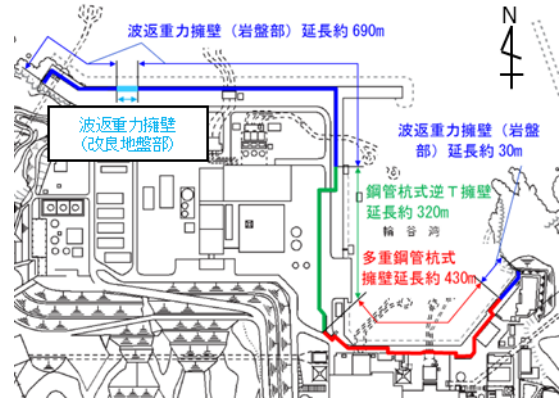 波返重力擁壁（岩盤部）延長約 690m
N
波返重力擁壁
（改良地盤部）
波返重力擁壁（岩盤
部）延長約 30m
鋼管杭式逆Ｔ擁壁
延長約 320m
輪谷湾
多重鋼管杭式
擁壁延長約 430m